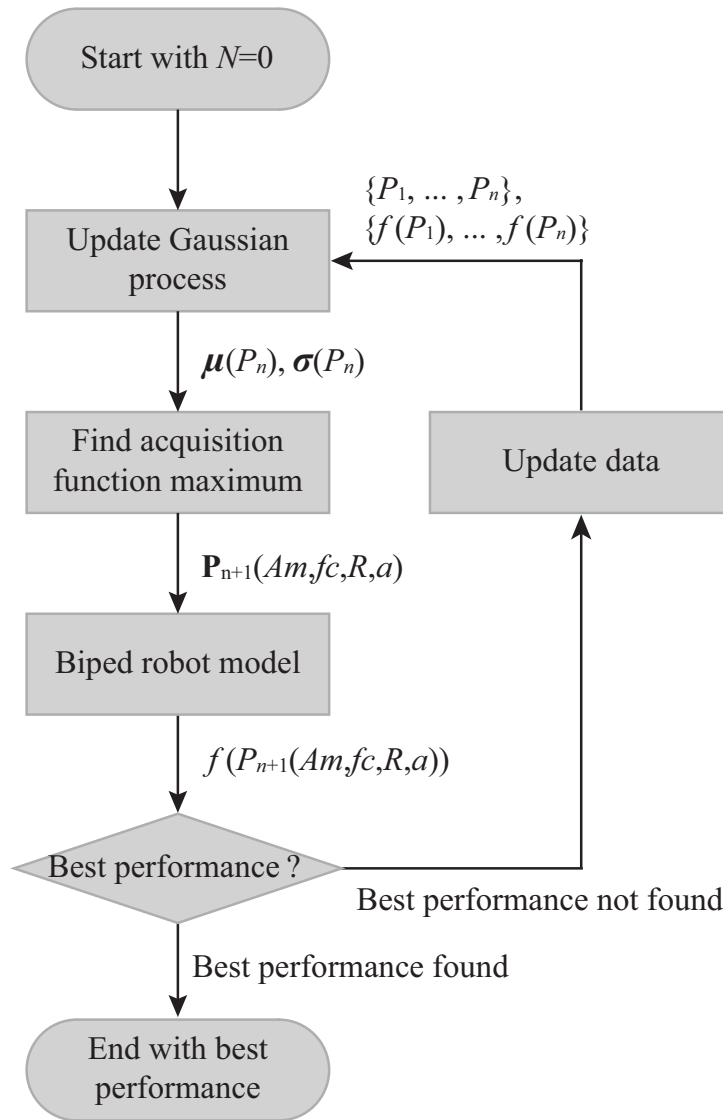 Start with N=0
{P₁, ... ,Pₙ},
{f(P₁), ... ,f(Pₙ)}
Update Gaussian
process
μ(Pₙ), σ(Pₙ)
Find acquisition
function maximum
Update data
Pₙ₊₁(Am,fc,R,a)
Biped robot model
f(Pₙ₊₁(Am,fc,R,a))
Best performance ?
Best performance not found
Best performance found
End with best
performance